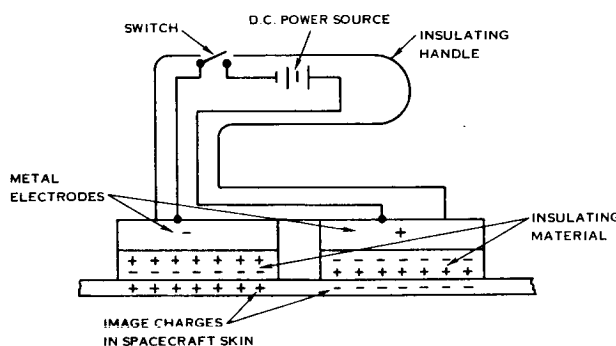 D.C. POWER SOURCE
SWITCH
INSULATING
HANDLE
METAL
ELECTRODES
-
+
INSULATING
MATERIAL
+ + + + + + +
- - - - - - -
- - - - - - -
+ + + + + + +
+ + + + + + +
- - - - - - -
IMAGE CHARGES
IN SPACECRAFT SKIN